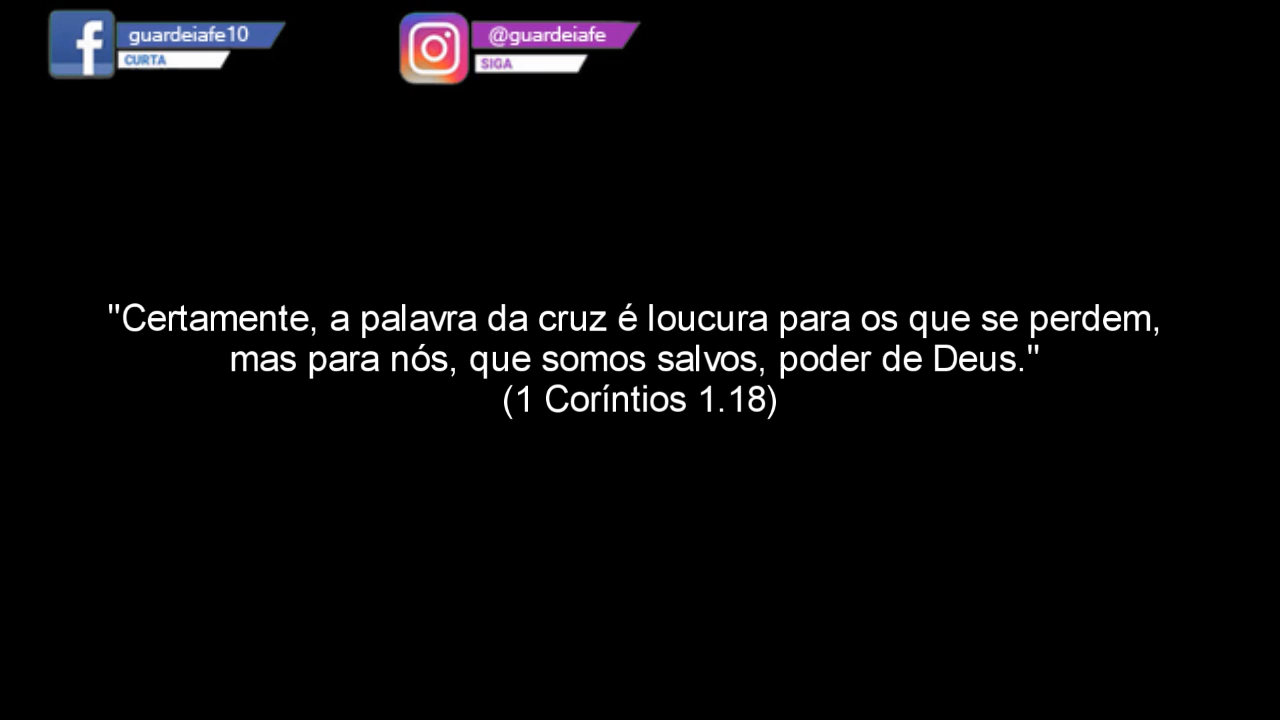 guardeiafe10
CURTA
@guardeiafe
SIGA
"Certamente, a palavra da cruz é loucura para os que se perdem,
mas para nós, que somos salvos, poder de Deus."
(1 Coríntios 1.18)